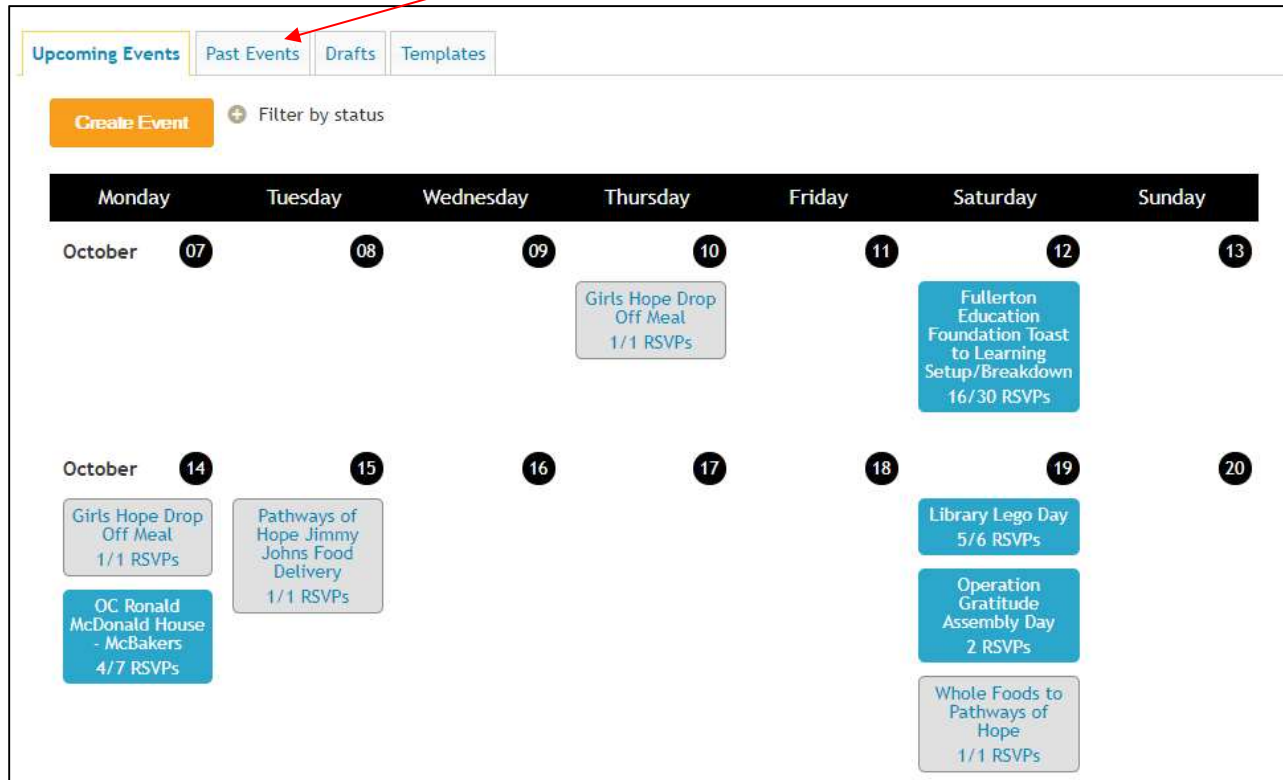 Upcoming Events Past Events Drafts Templates
Create Event Filter by status
Monday Tuesday Wednesday Thursday Friday Saturday Sunday
October 07 08 09 10 11 12 13
Girls Hope Drop
Off Meal
1/1 RSVPs
Fullerton
Education
Foundation Toast
to Learning
Setup/Breakdown
16/30 RSVPs
October 14 15 16 17 18 19 20
Girls Hope Drop
Off Meal
1/1 RSVPs
OC Ronald
McDonald House
- McBakers
4/7 RSVPs
Pathways of
Hope Jimmy
Johns Food
Delivery
1/1 RSVPs
Library Lego Day
5/6 RSVPs
Operation
Gratitude
Assembly Day
2 RSVPs
Whole Foods to
Pathways of
Hope
1/1 RSVPs